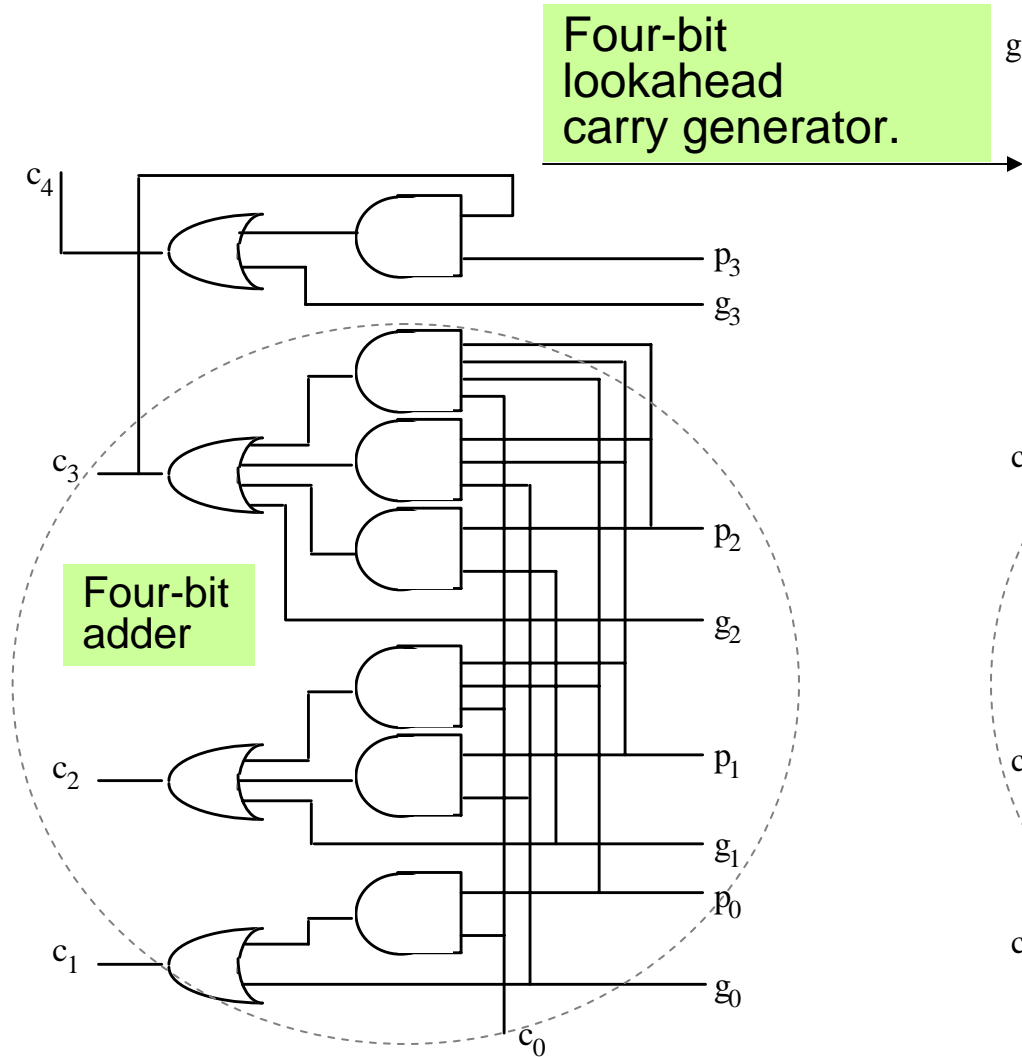 Four-bit
lookahead
carry generator.
g
c4
p3
g3
c3
c
p2
Four-bit
adder
g2
c2
p1
c
g1
p0
c1
c
g0
c0